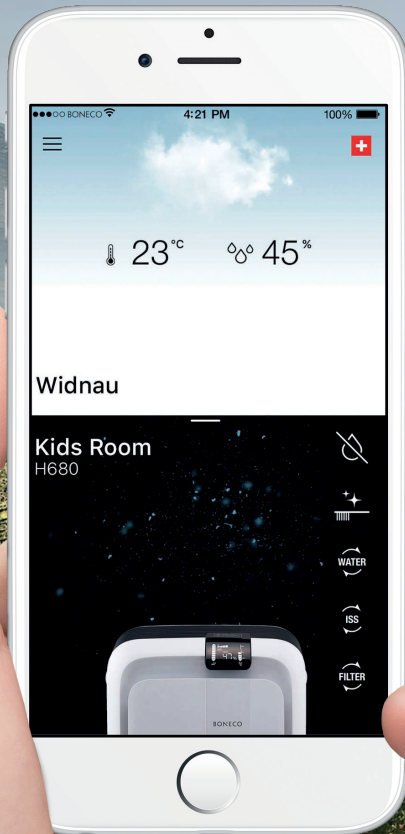 BONECO
4:21 PM
100%
23°C
45%
Widnau
Kids Room
H680
WATER
ISS
FILTER
BONECO